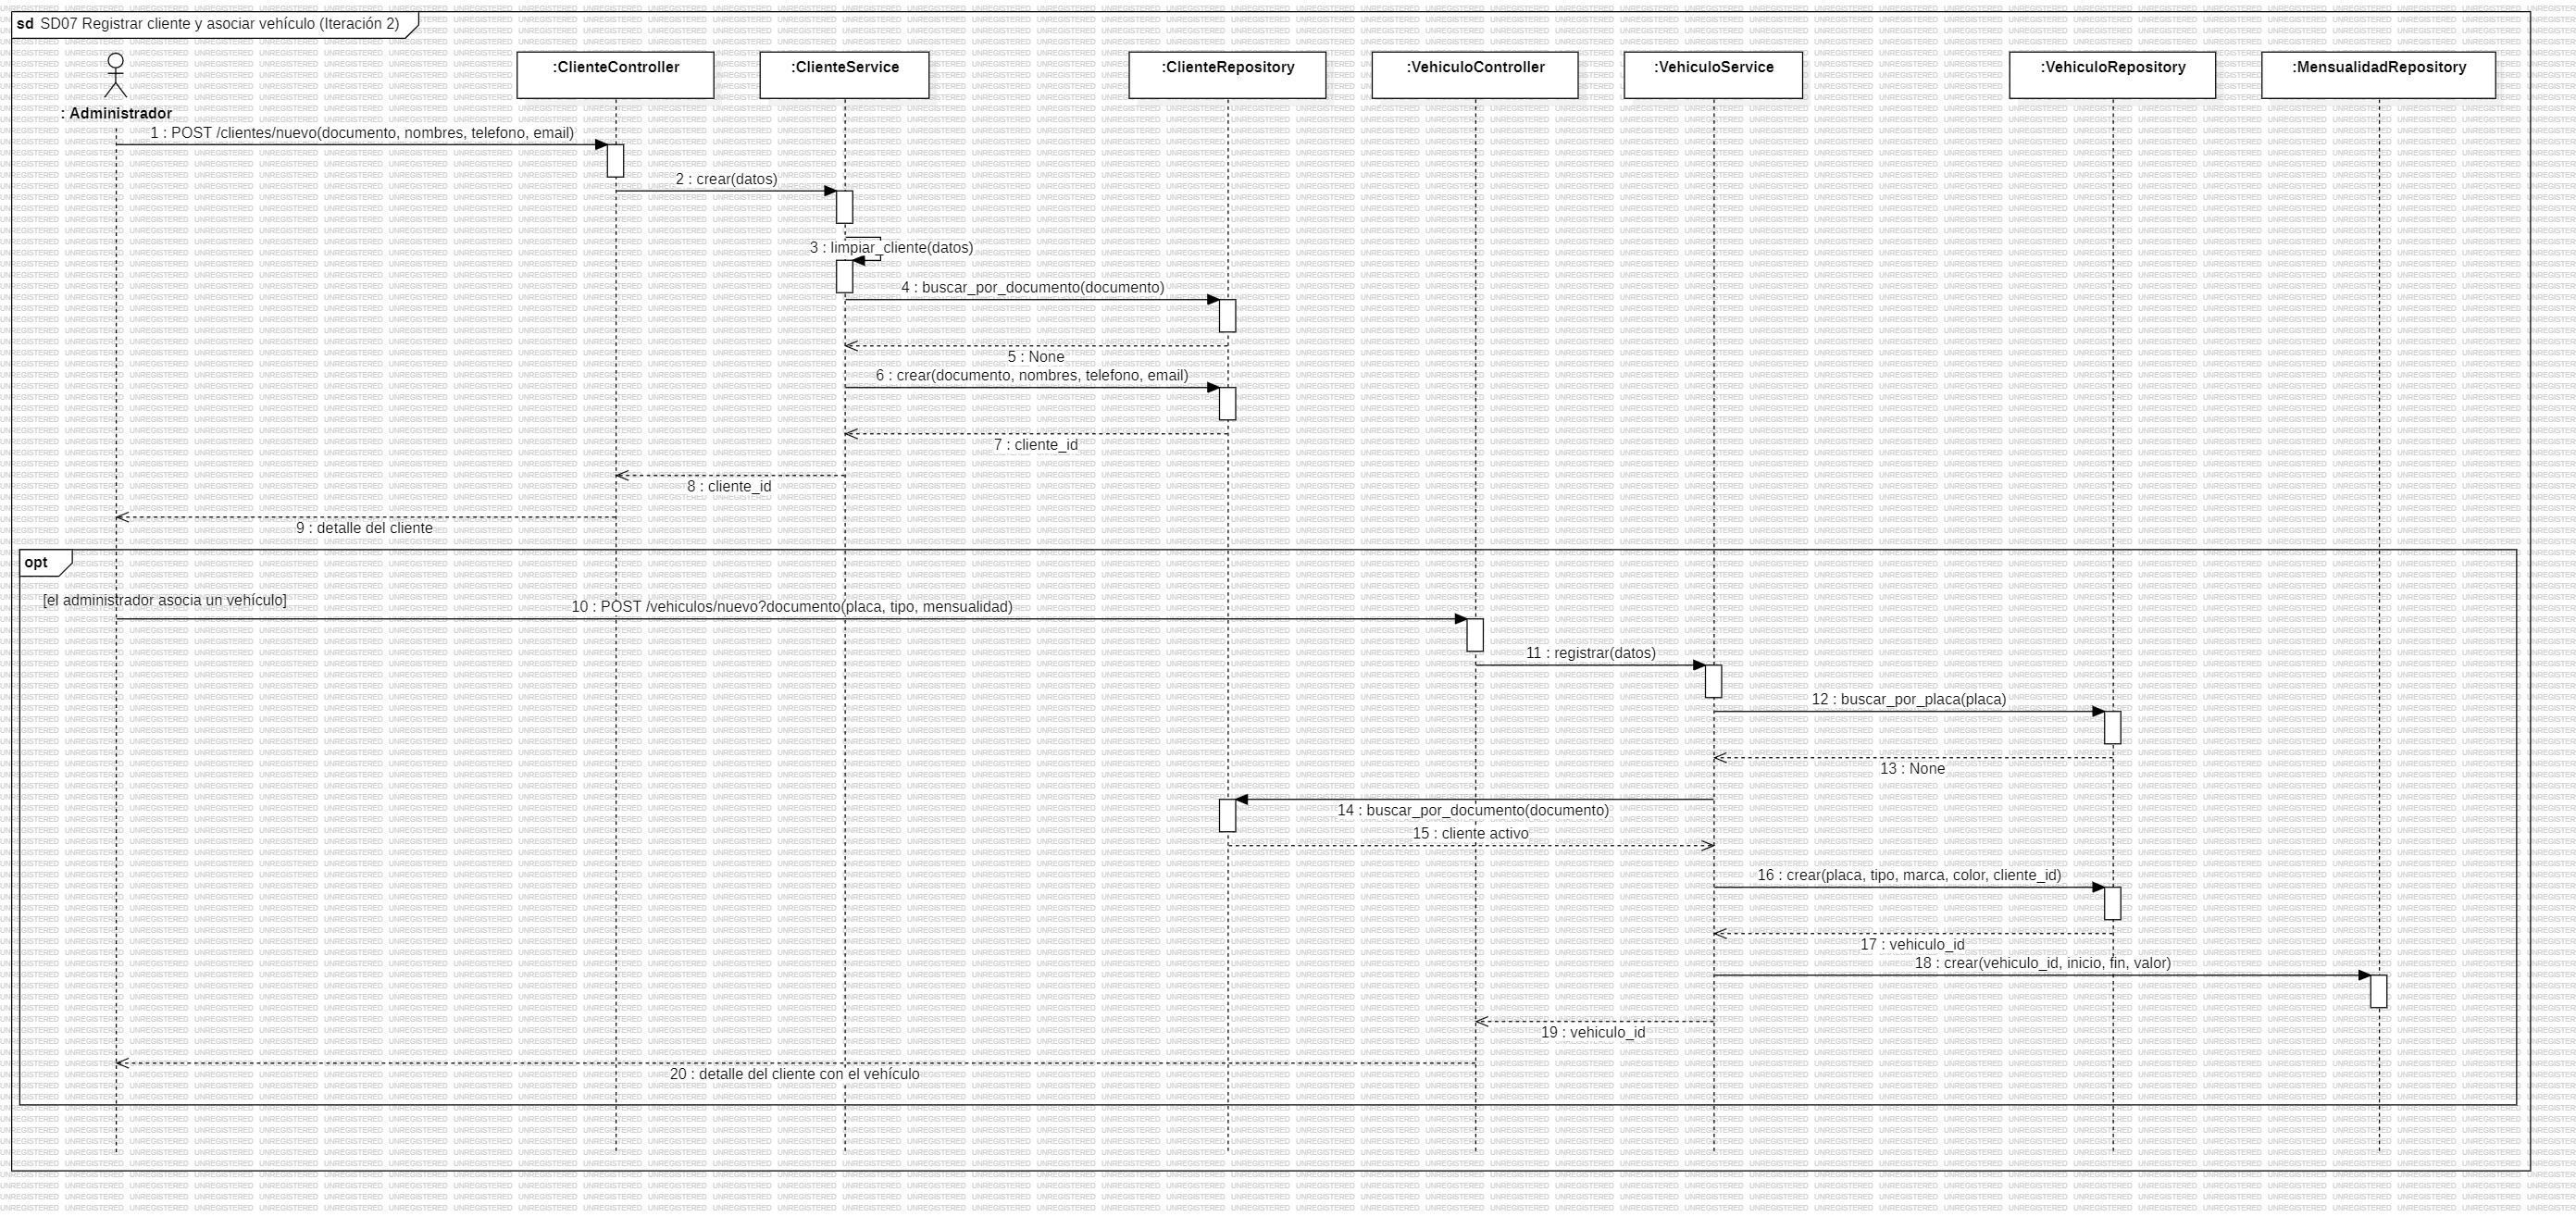 sd SD07 Registrar cliente y asociar vehículo (Iteración 2)
: Administrador
:ClienteController
:ClienteService
:ClienteRepository
:VehiculoController
:VehiculoService
:VehiculoRepository
:MensualidadRepository
1 : POST /clientes/nuevo(documento, nombres, telefono, email)
2 : crear(datos)
3 : limpiar_cliente(datos)
4 : buscar_por_documento(documento)
5 : None
6 : crear(documento, nombres, telefono, email)
7 : cliente_id
8 : cliente_id
9 : detalle del cliente
opt
[el administrador asocia un vehículo]
10 : POST /vehiculos/nuevo?documento(placa, tipo, mensualidad)
11 : registrar(datos)
12 : buscar_por_placa(placa)
13 : None
14 : buscar_por_documento(documento)
15 : cliente activo
16 : crear(placa, tipo, marca, color, cliente_id)
17 : vehiculo_id
18 : crear(vehiculo_id, inicio, fin, valor)
19 : vehiculo_id
20 : detalle del cliente con el vehículo
UNREGISTERED